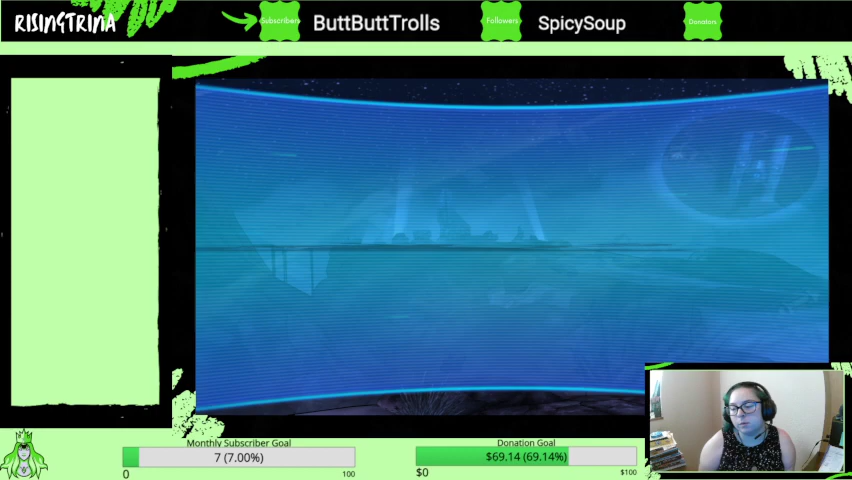 RISINGTRINA
Subscribers
ButtButtTrolls
Followers
SpicySoup
Donators
Monthly Subscriber Goal
7 (7.00%)
0
100
Donation Goal
$69.14 (69.14%)
$0
$100